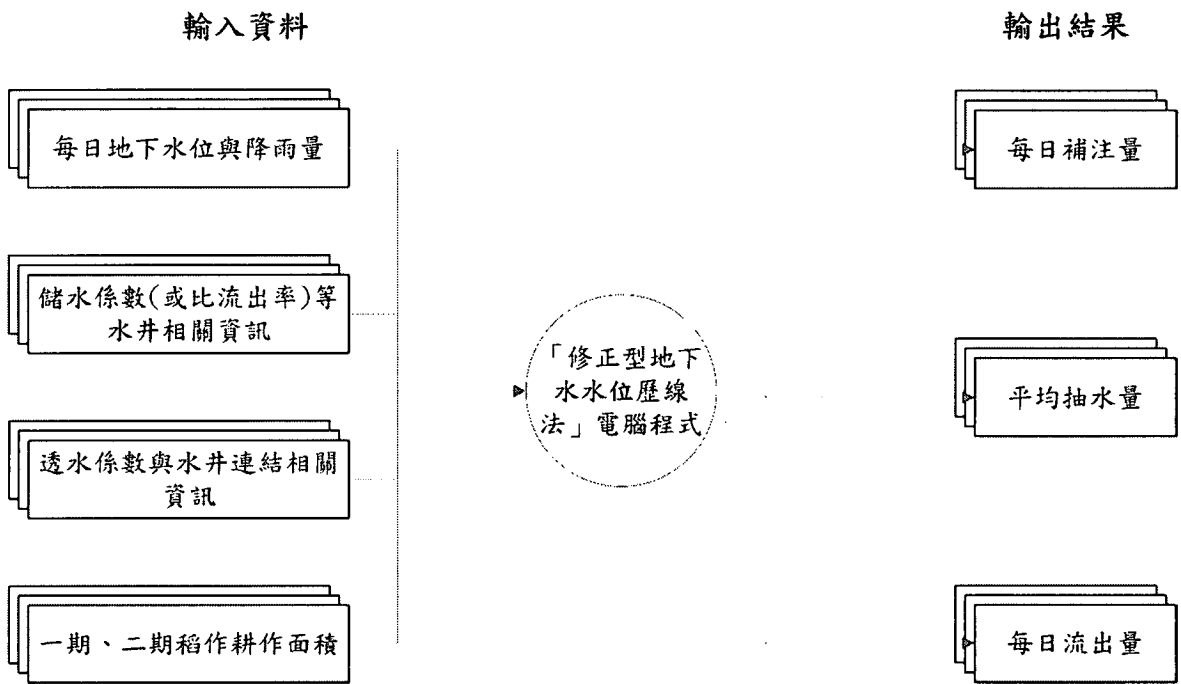 輸入資料
輸出結果
每日地下水位與降雨量
儲水係數(或比流出率)等
水井相關資訊
透水係數與水井連結相關
資訊
一期、二期稻作耕作面積
「修正型地下
水水位歷線
法」電腦程式
每日補注量
平均抽水量
每日流出量